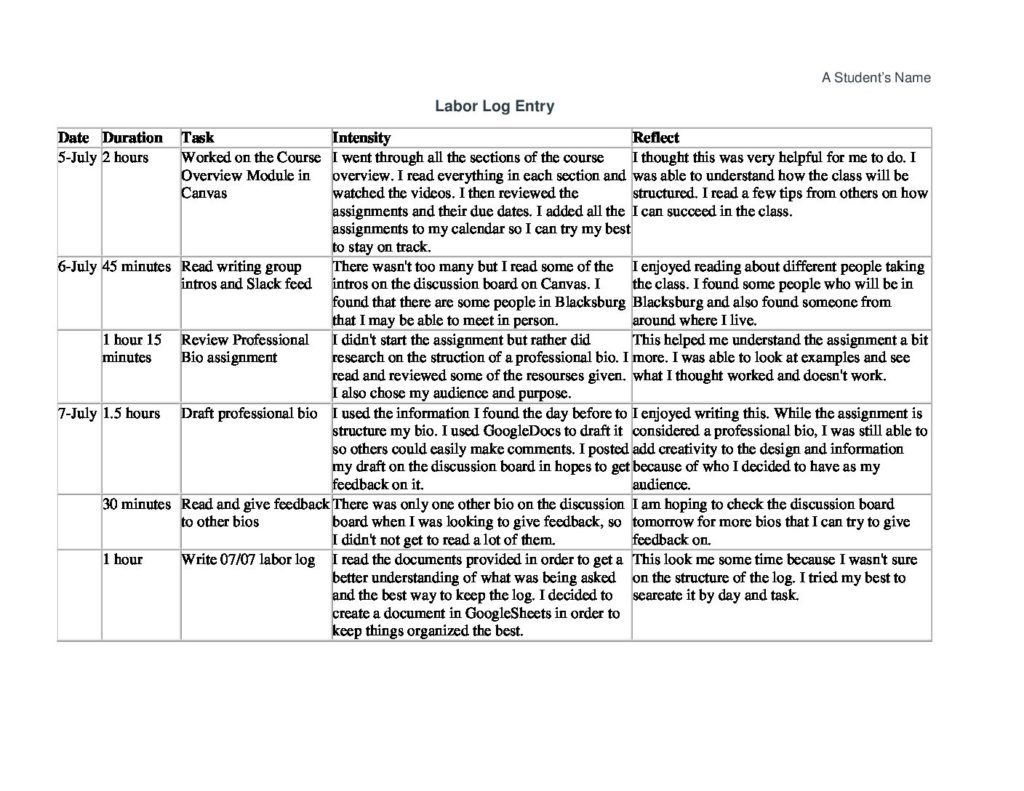 A Student's Name
Labor Log Entry
Date Duration Task Intensity Reflect
5-July 2 hours Worked on the Course I went through all the sections of the course I thought this was very helpful for me to do. I
Overview Module in overview. I read everything in each section and was able to understand how the class will be
Canvas watched the videos. I then reviewed the structured. I read a few tips from others on how
assignments and their due dates. I added all the I can succeed in the class.
assignments to my calendar so I can try my best
to stay on track.
6-July 45 minutes Read writing group There wasn't too many but I read some of the I enjoyed reading about different people taking
intros and Slack feed intros on the discussion board on Canvas. I the class. I found some people who will be in
found that there are some people in Blacksburg Blacksburg and also found someone from
that I may be able to meet in person. around where I live.
1 hour 15 Review Professional I didn't start the assignment but rather did This helped me understand the assignment a bit
minutes Bio assignment research on the struction of a professional bio. I more. I was able to look at examples and see
read and reviewed some of the resourses given. what I thought worked and doesn't work.
I also chose my audience and purpose.
7-July 1.5 hours Draft professional bio I used the information I found the day before to I enjoyed writing this. While the assignment is
structure my bio. I used GoogleDocs to draft it considered a professional bio, I was still able to
so others could easily make comments. I posted add creativity to the design and information
my draft on the discussion board in hopes to get because of who I decided to have as my
feedback on it. audience.
30 minutes Read and give feedback There was only one other bio on the discussion I am hoping to check the discussion board
to other bios board when I was looking to give feedback, so tomorrow for more bios that I can try to give
I didn't not get to read a lot of them. feedback on.
1 hour Write 07/07 labor log I read the documents provided in order to get a This look me some time because I wasn't sure
better understanding of what was being asked on the structure of the log. I tried my best to
and the best way to keep the log. I decided to seareate it by day and task.
create a document in GoogleSheets in order to
keep things organized the best.